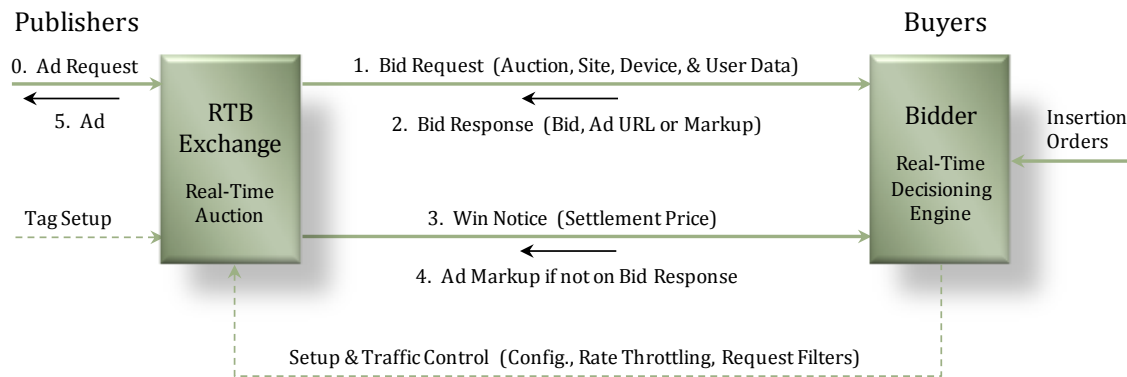 Publishers
Buyers
0. Ad Request
5. Ad
RTB
Exchange
Real-Time
Auction
1. Bid Request (Auction, Site, Device, & User Data)
2. Bid Response (Bid, Ad URL or Markup)
Bidder
Real-Time
Decisioning
Engine
Insertion
Orders
Tag Setup
3. Win Notice (Settlement Price)
4. Ad Markup if not on Bid Response
Setup & Traffic Control (Config., Rate Throttling, Request Filters)